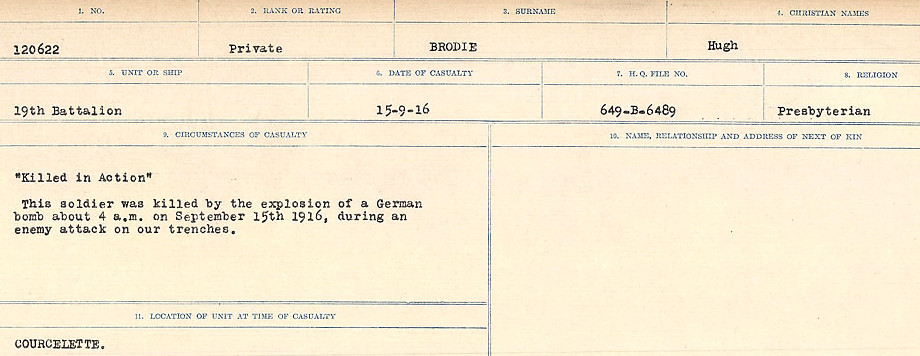 1. NO. 2. RANK OR RATING 3. SURNAME 4. CHRISTIAN NAMES
120622 Private BRODIE Hugh
5. UNIT OR SHIP 6. DATE OF CASUALTY 7. H. Q. FILE NO. 8. RELIGION
19th Battalion 15-9-16 649-B-6489 Presbyterian
9. CIRCUMSTANCES OF CASUALTY 10. NAME, RELATIONSHIP AND ADDRESS OF NEXT OF KIN
"Killed in Action"
This soldier was killed by the explosion of a German
bomb about 4 a.m. on September 15th 1916, during an
enemy attack on our trenches.
11. LOCATION OF UNIT AT TIME OF CASUALTY
COURCELETTE.